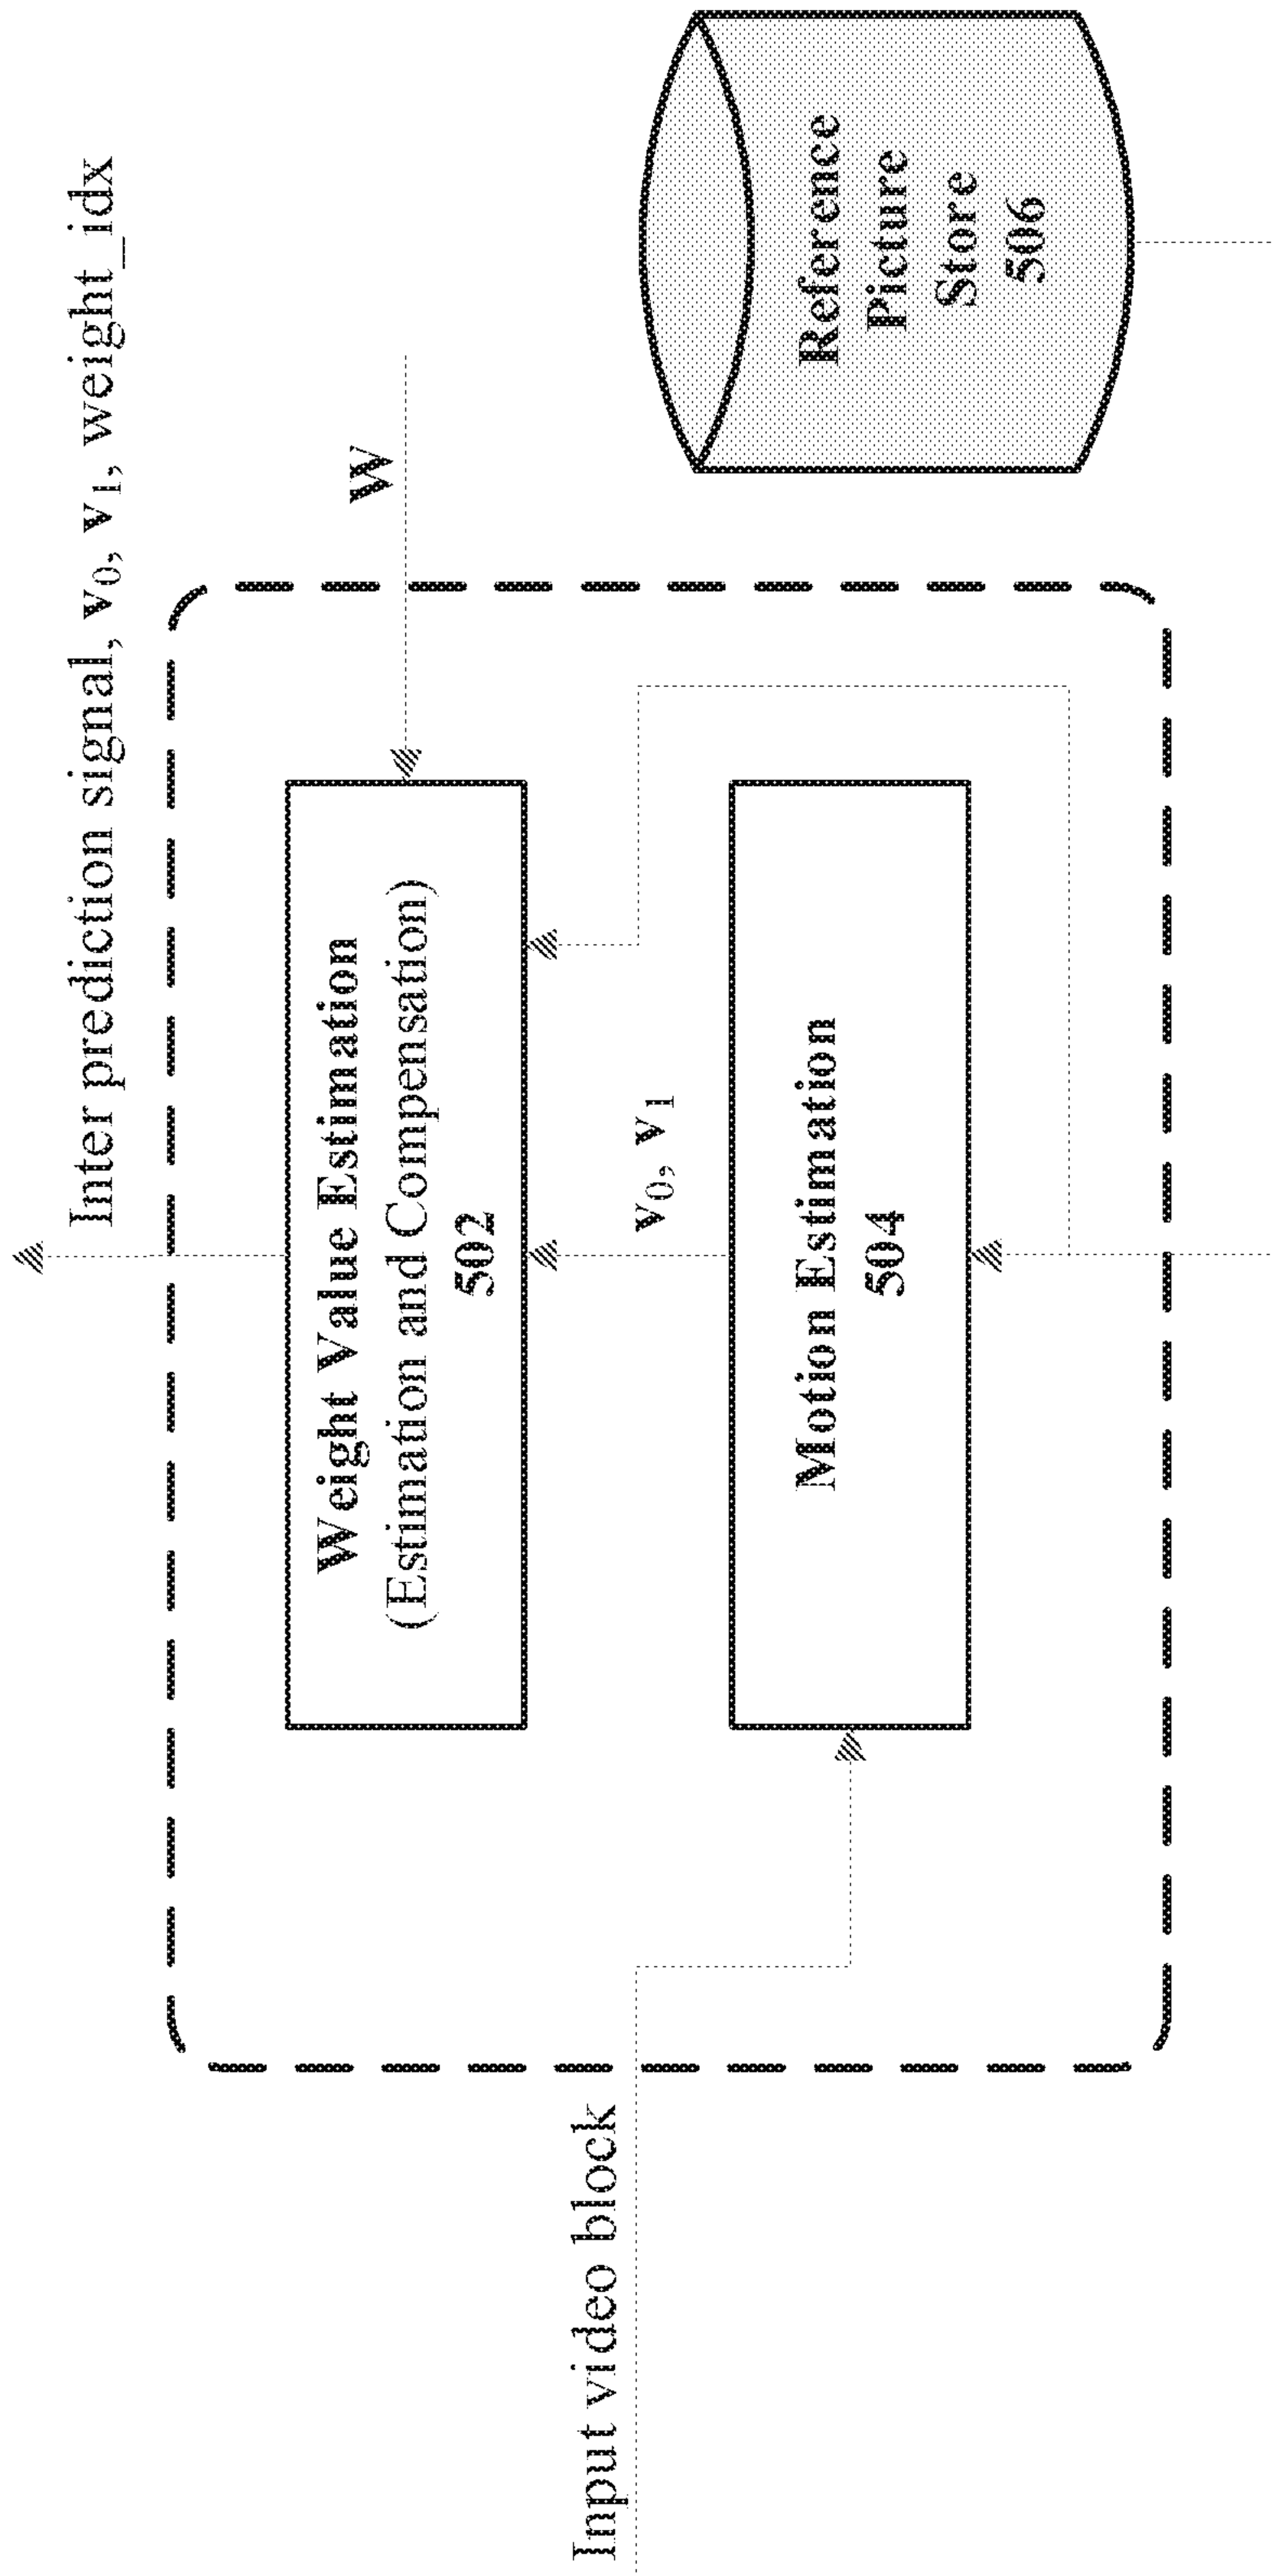 Inter prediction signal, v₀, v₁, weight_idx
W
Weight Value Estimation
(Estimation and Compensation)
502
v₀, v₁
Input video block
Motion Estimation
504
Reference
Picture
Store
506